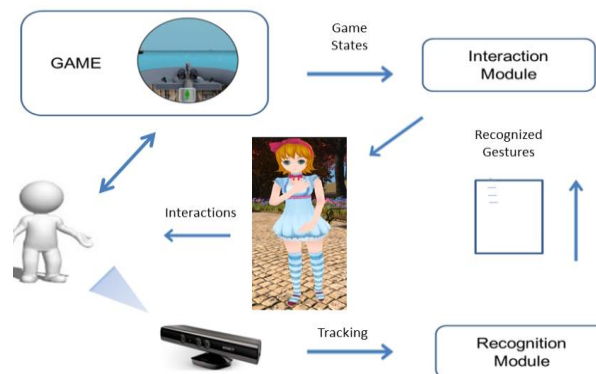 GAME
Game
States
Interaction
Module
Recognized
Gestures
Interactions
Tracking
Recognition
Module